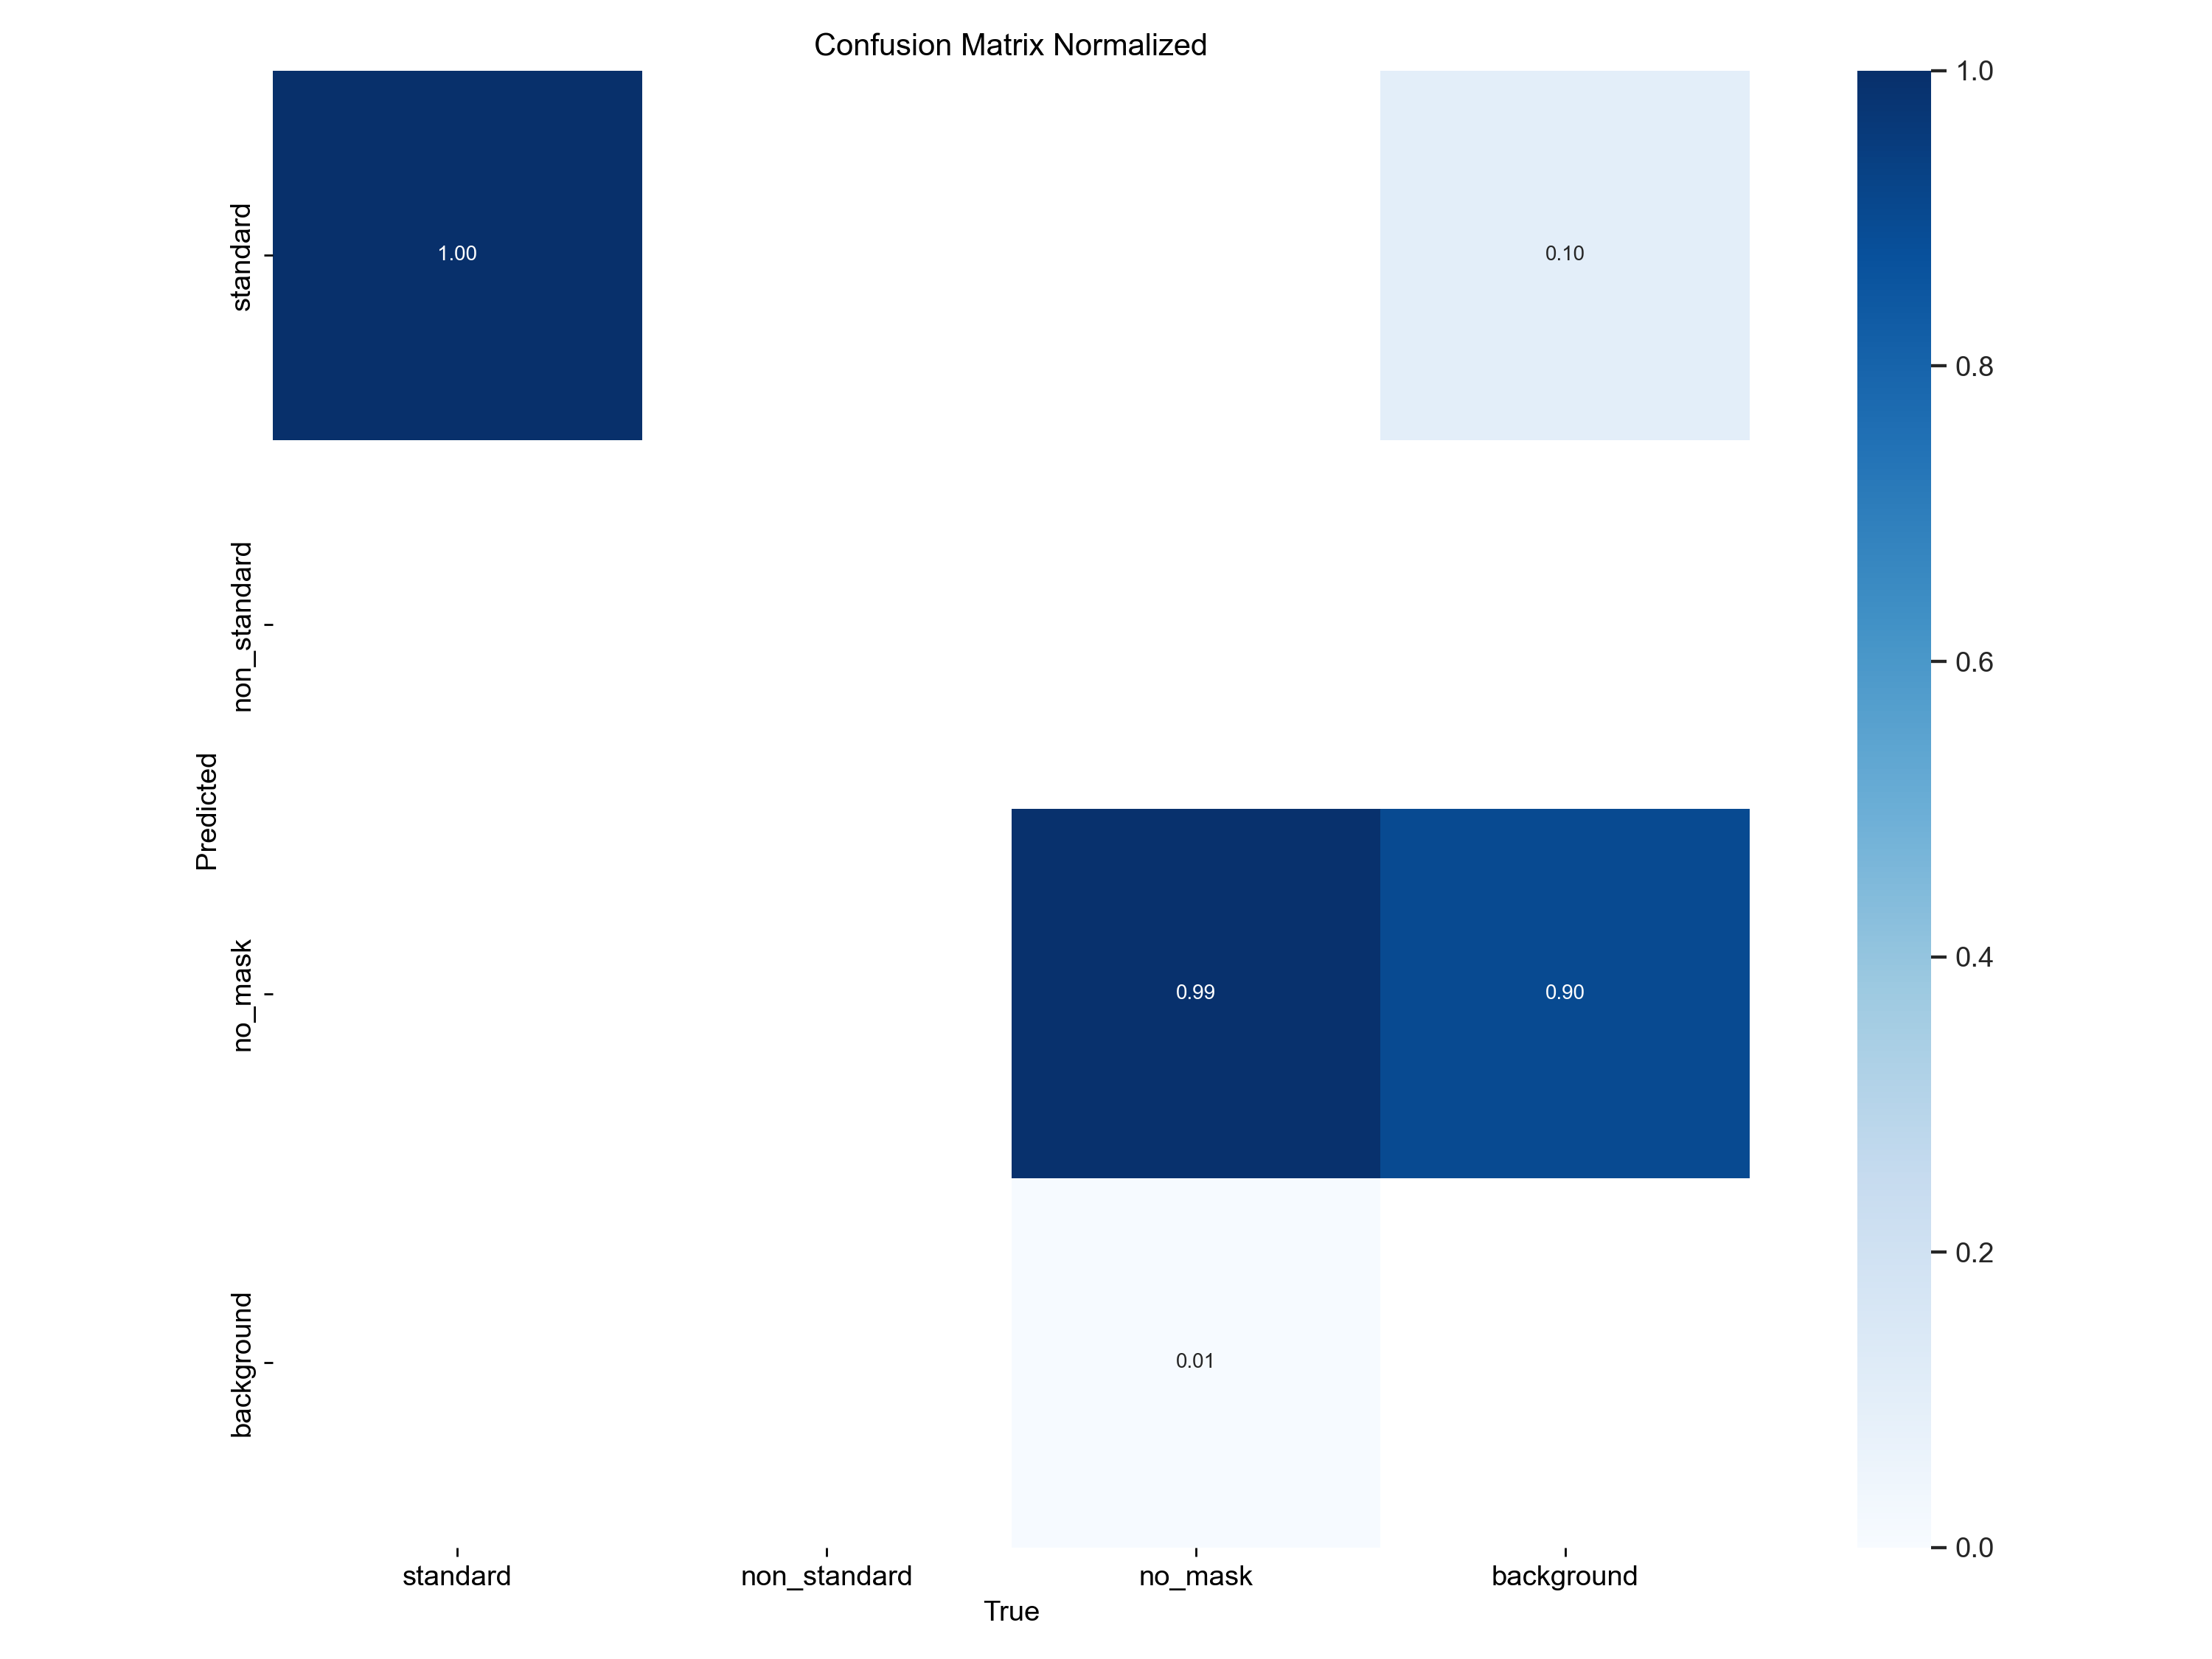 Confusion Matrix Normalized
standard
1.00
0.10
non_standard
no_mask
0.99
0.90
background
0.01
Predicted
standard
non_standard
no_mask
background
True
1.0
0.8
0.6
0.4
0.2
0.0